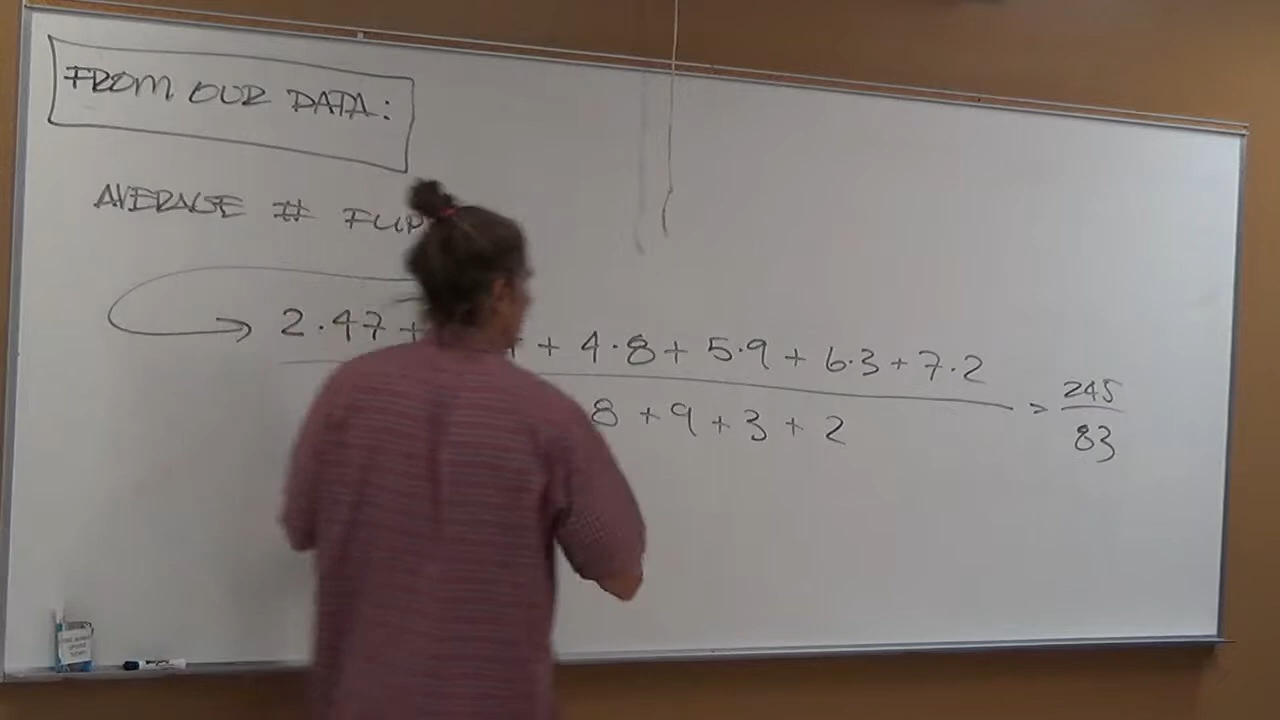 FROM OUR DATA:
AVERAGE # FLIP
2.47 + + 4.8 + 5.9 + 6.3 + 7.2
8 + 9 + 3 + 2
= 245
83